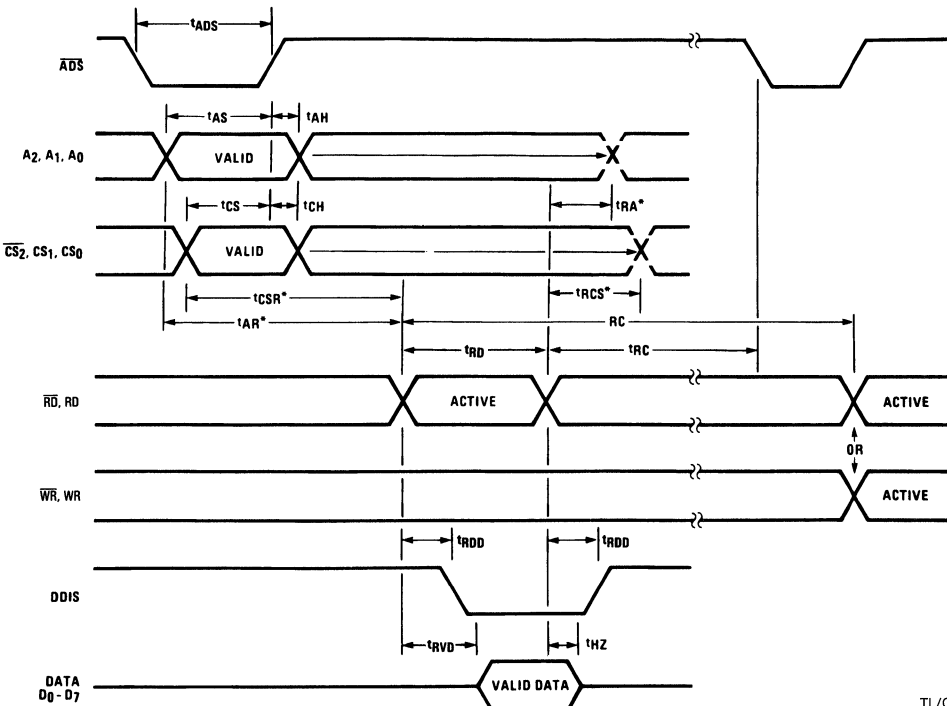 tADS
ADS
tAS
tAH
A2, A1, A0
VALID
tRA*
tCS
tCH
CS2, CS1, CS0
VALID
tCSR*
tRCS*
tAR*
RC
tRD
tRC
RD, RD
ACTIVE
ACTIVE
OR
WR, WR
ACTIVE
tRDD
tRDD
DDIS
tRVD
tHZ
DATA
D0 - D7
VALID DATA